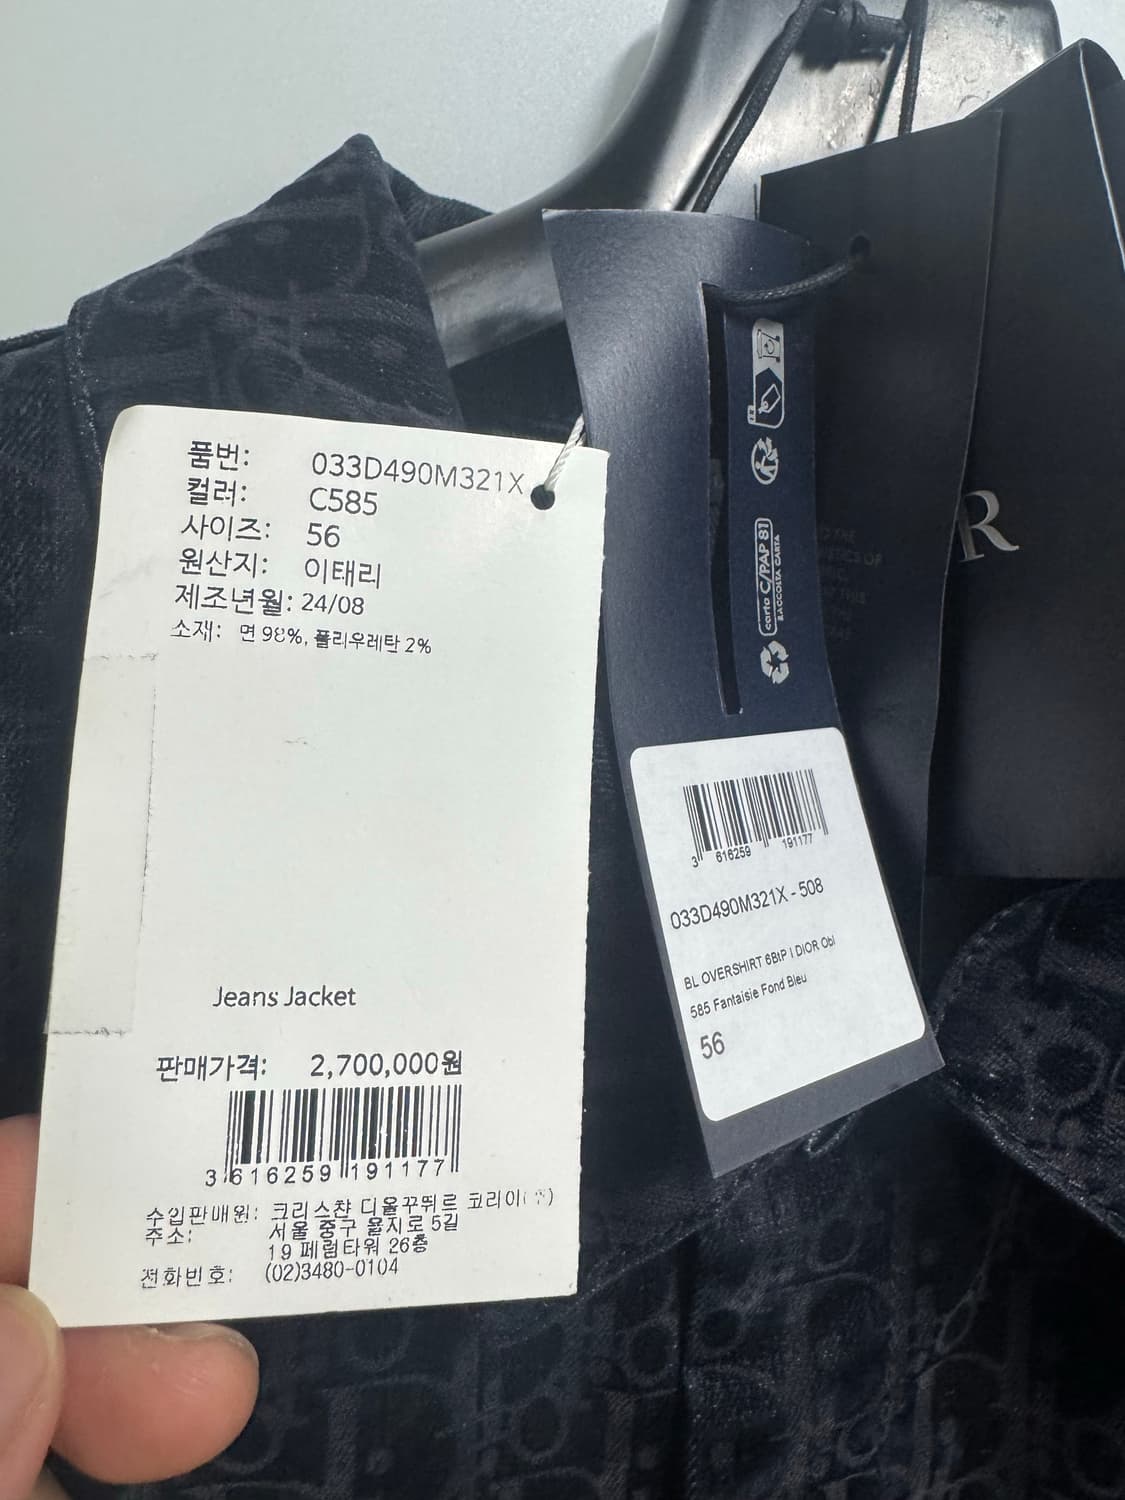 품번: 033D490M321X
컬러: C585
사이즈: 56
원산지: 이태리
제조년월: 24/08
소재: 면 98%, 폴리우레탄 2%
Jeans Jacket
판매가격: 2,700,000원
3 616259 191177
수입판매원: 크리스챤 디올꾸뛰르 코리아(유)
주소: 서울 중구 을지로 5길
19 페럼타워 26층
전화번호: (02)3480-0104
carta C/PAP 81
RACCOLTA CARTA
3 616259 191177
033D490M321X - 508
BL OVERSHIRT 6BtP I DIOR Obl
585 Fantaisie Fond Bleu
56
R